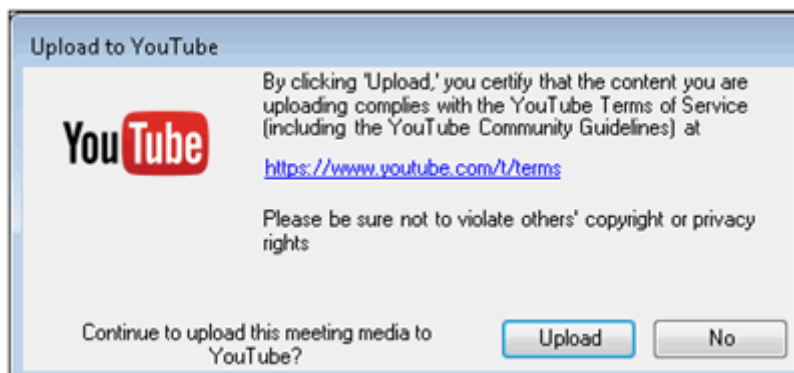 Upload to YouTube
By clicking 'Upload,' you certify that the content you are
uploading complies with the YouTube Terms of Service
(including the YouTube Community Guidelines) at
YouTube
https://www.youtube.com/t/terms
Please be sure not to violate others' copyright or privacy
rights
Continue to upload this meeting media to
YouTube?
Upload
No